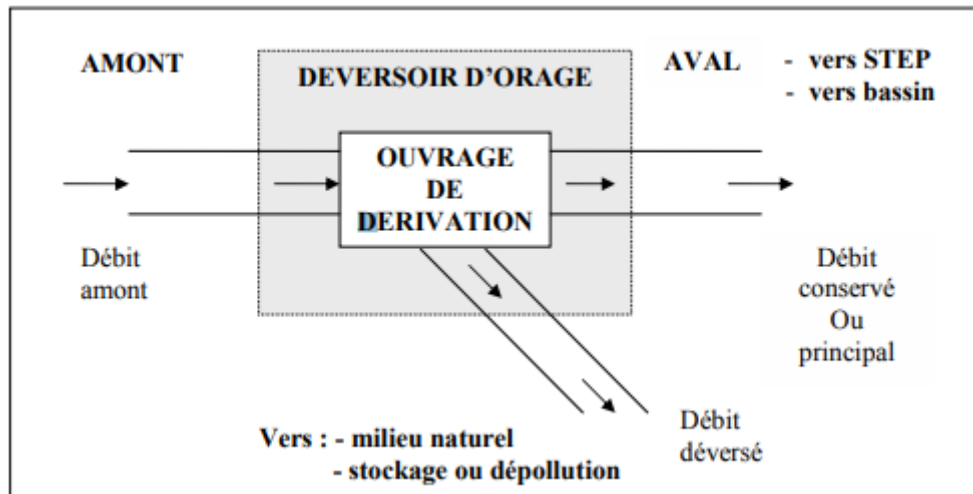 AMONT
DEVERSOIR D'ORAGE
AVAL
- vers STEP
- vers bassin
OUVRAGE
DE
DERIVATION
Débit
amont
Débit
conservé
Ou
principal
Vers : - milieu naturel
- stockage ou dépollution
Débit
déversé